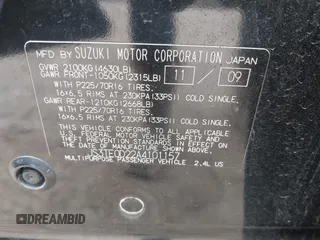 MFD BY SUZUKI MOTOR CORPORATION JAPAN
GVWR 2100KG(4630LB) 11 / 09
GAWR FRONT-1050KG(2315LB)
WITH P225/70R16 TIRES,
16x6.5 RIMS AT 230KPA(33PSI) COLD SINGLE.
GAWR REAR-1210KG(2668LB)
WITH P225/70R16 TIRES,
16x6.5 RIMS AT 230KPA(33PSI) COLD SINGLE.
THIS VEHICLE CONFORMS TO ALL APPLICABLE
U.S. FEDERAL MOTOR VEHICLE SAFETY
AND THEFT PREVENTION STANDARDS IN
EFFECT ON THE DATE OF
MANUFACTURE SHOWN ABOVE.
JS3TE0D22A4101157
MULTIPURPOSE PASSENGER VEHICLE 2.4L US
DREAMBID